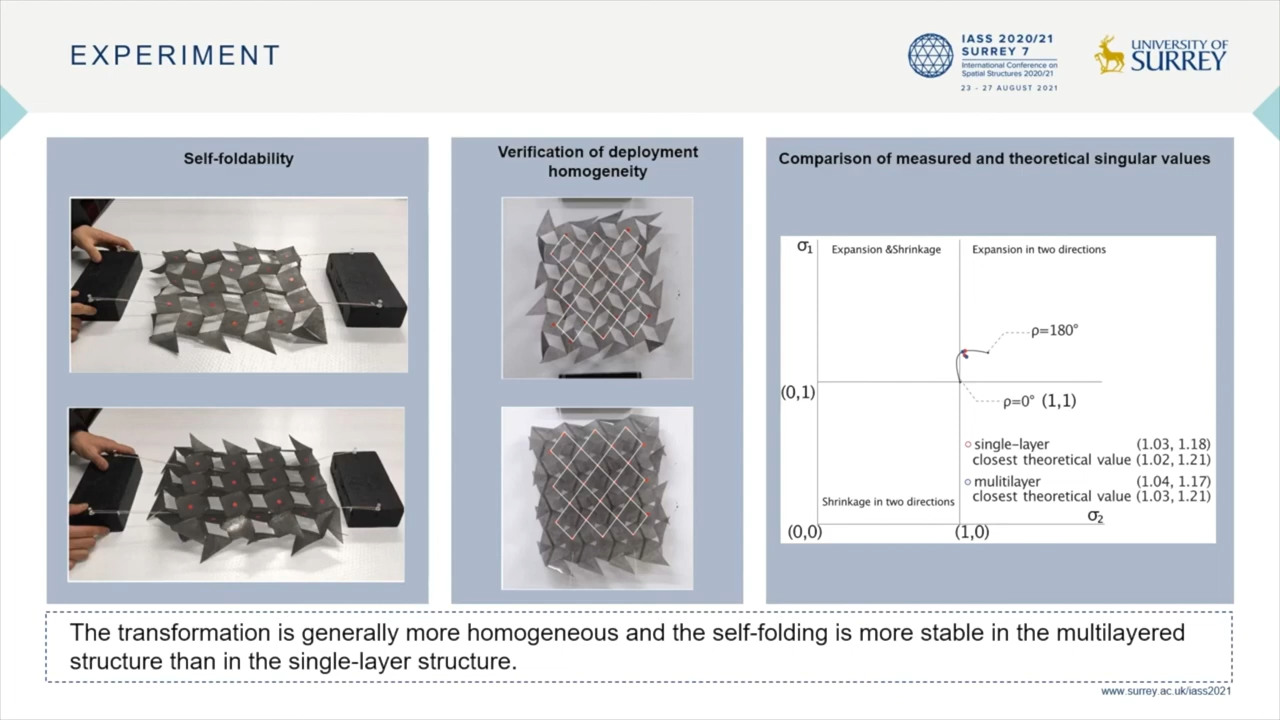 EXPERIMENT
IASS 2020/21
SURREY 7
International Conference on
Spatial Structures 2020/21
23 - 27 AUGUST 2021
UNIVERSITY OF
SURREY
Self-foldability
Verification of deployment
homogeneity
Comparison of measured and theoretical singular values
σ1
Expansion &Shrinkage
Expansion in two directions
ρ=180°
(0,1)
ρ=0° (1,1)
single-layer (1.03, 1.18)
closest theoretical value (1.02, 1.21)
mulitilayer (1.04, 1.17)
closest theoretical value (1.03, 1.21)
Shrinkage in two directions
σ2
(0,0)
(1,0)
The transformation is generally more homogeneous and the self-folding is more stable in the multilayered
structure than in the single-layer structure.
www.surrey.ac.uk/iass2021